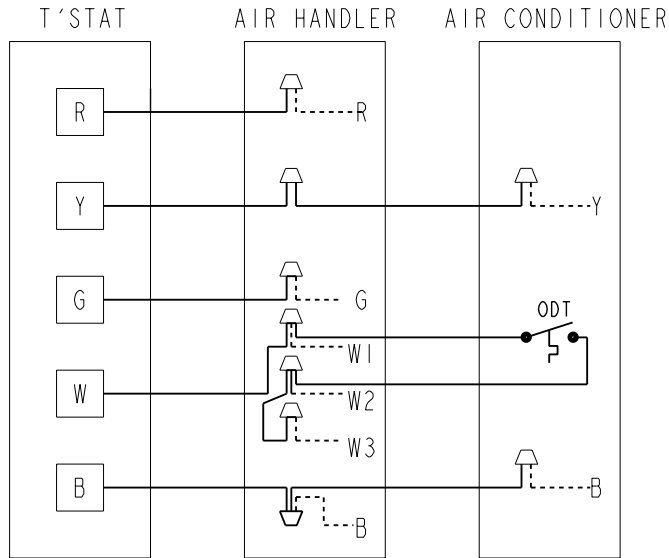 T'STAT AIR HANDLER AIR CONDITIONER
R R
Y Y
G G
ODT
W1
W W2
W3
B B
B